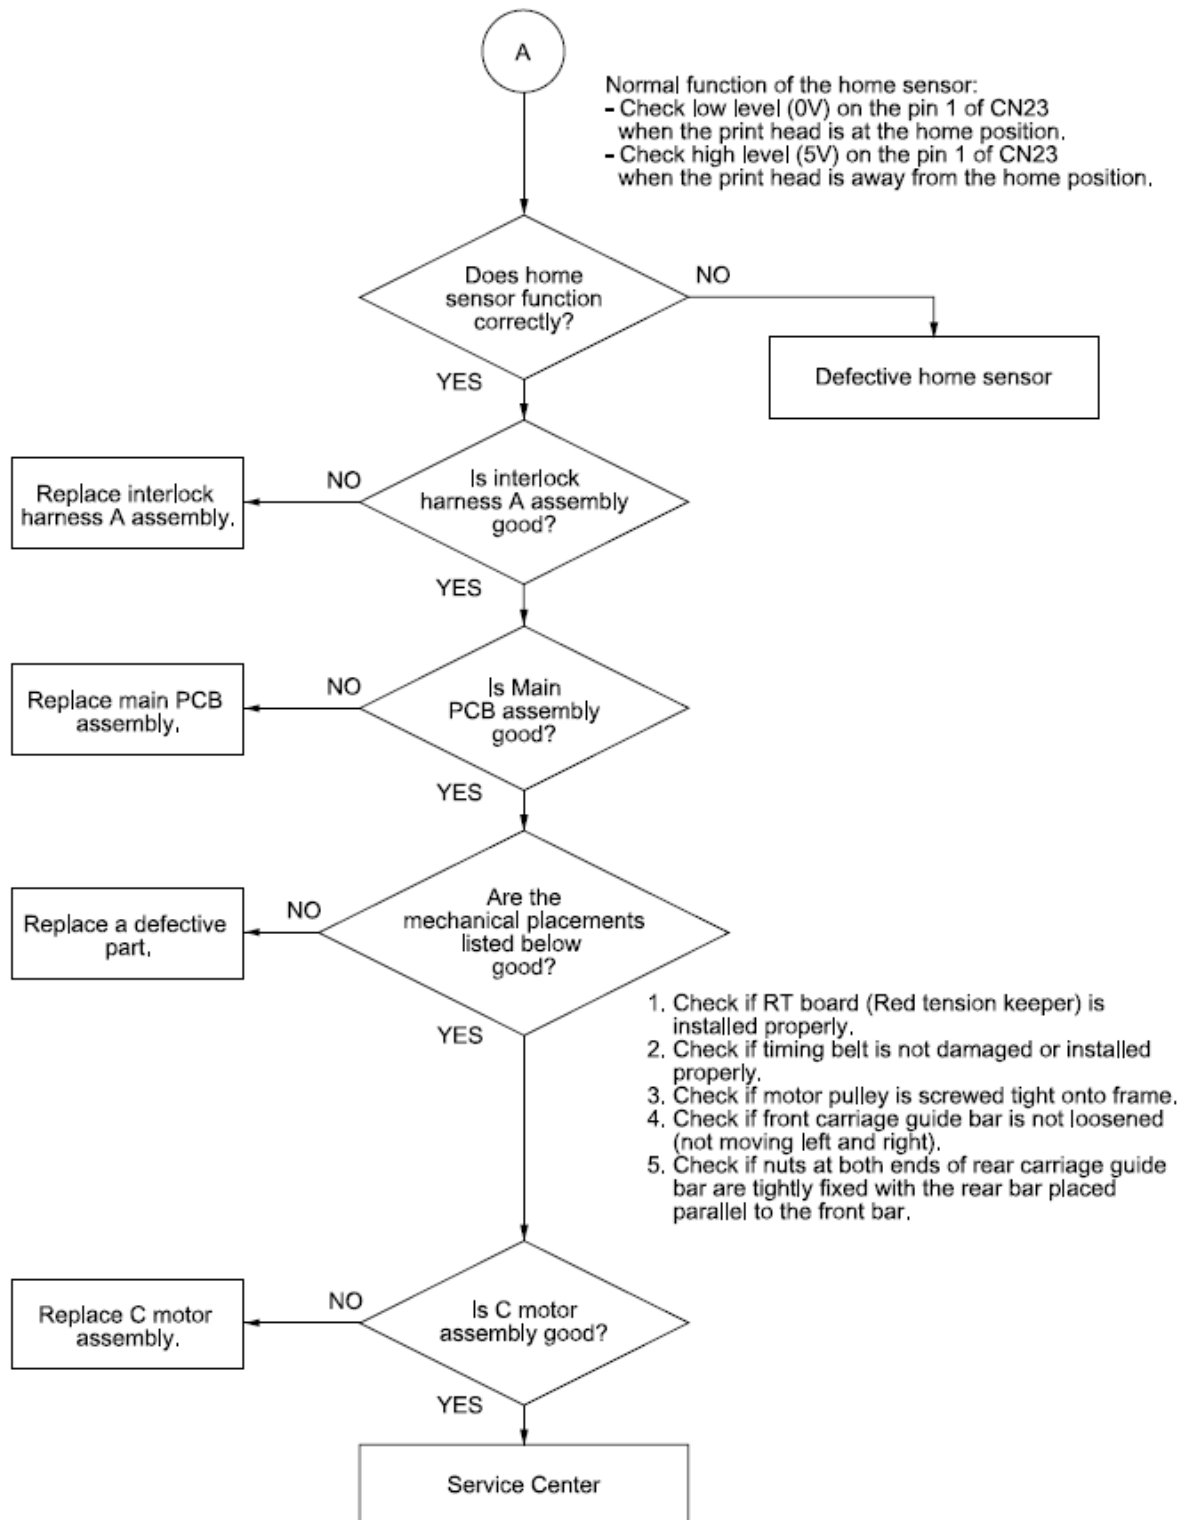 A
Normal function of the home sensor:
- Check low level (0V) on the pin 1 of CN23
when the print head is at the home position.
- Check high level (5V) on the pin 1 of CN23
when the print head is away from the home position.
Does home
sensor function
correctly?
NO
Defective home sensor
YES
Is interlock
harness A assembly
good?
NO
Replace interlock
harness A assembly.
YES
Is Main
PCB assembly
good?
NO
Replace main PCB
assembly.
YES
Are the
mechanical placements
listed below
good?
NO
Replace a defective
part.
YES
1. Check if RT board (Red tension keeper) is
installed properly.
2. Check if timing belt is not damaged or installed
properly.
3. Check if motor pulley is screwed tight onto frame.
4. Check if front carriage guide bar is not loosened
(not moving left and right).
5. Check if nuts at both ends of rear carriage guide
bar are tightly fixed with the rear bar placed
parallel to the front bar.
Is C motor
assembly good?
NO
Replace C motor
assembly.
YES
Service Center